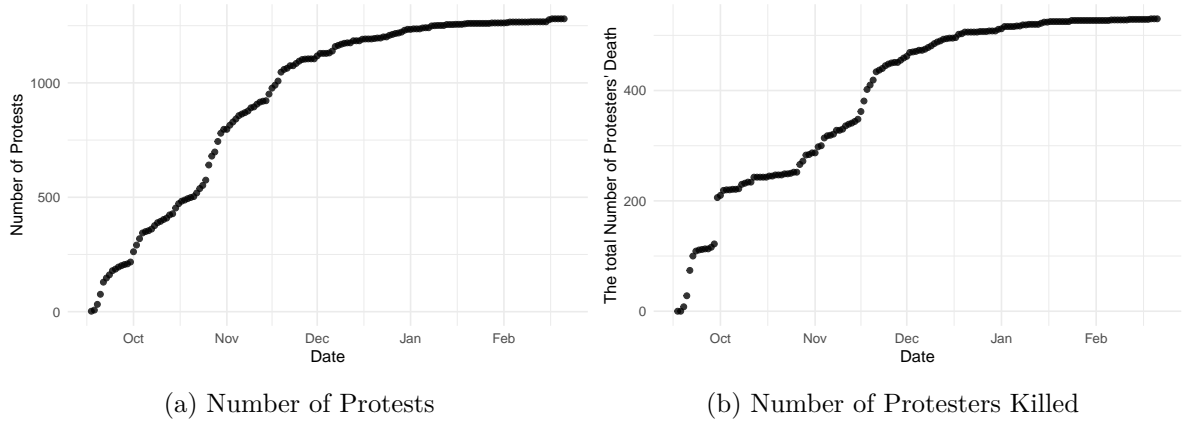 Number of Protests
1000
500
0
Oct
Nov
Dec
Jan
Feb
Date
(a) Number of Protests
The total Number of Protesters' Death
400
200
0
Oct
Nov
Dec
Jan
Feb
Date
(b) Number of Protesters Killed